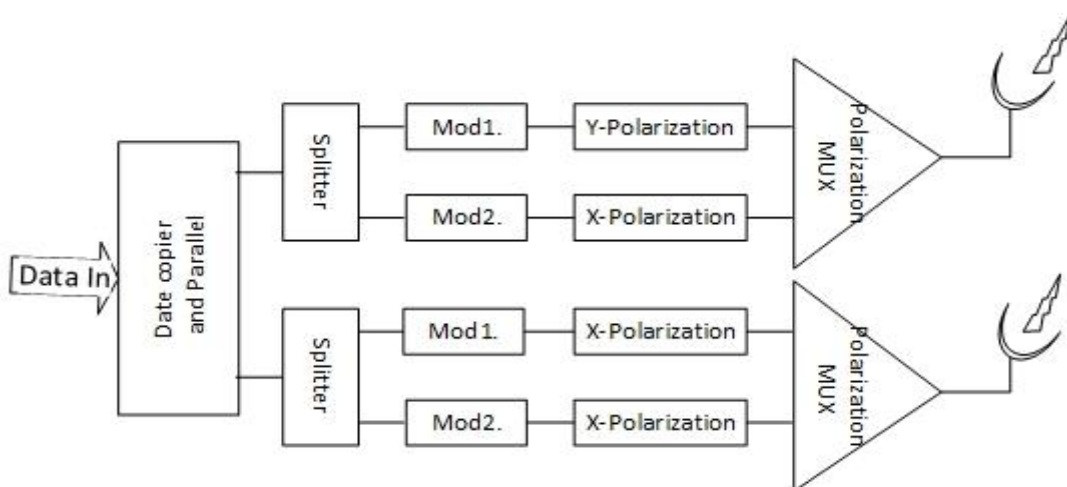 Data In
Date copier
and Parallel
Splitter
Mod1.
Y-Polarization
Mod2.
X-Polarization
Polarization
MUX
Splitter
Mod1.
X-Polarization
Mod2.
X-Polarization
Polarization
MUX